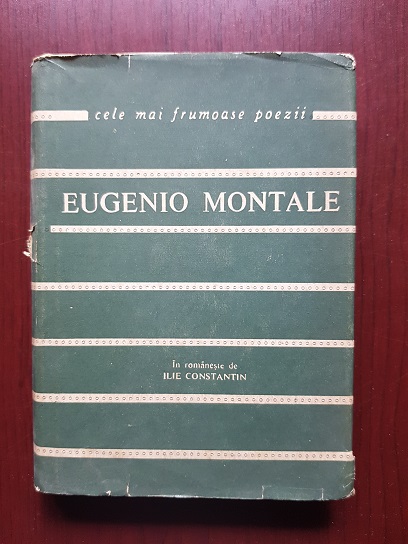 cele mai frumoase poezii
EUGENIO MONTALE
În românește de
ILIE CONSTANTIN